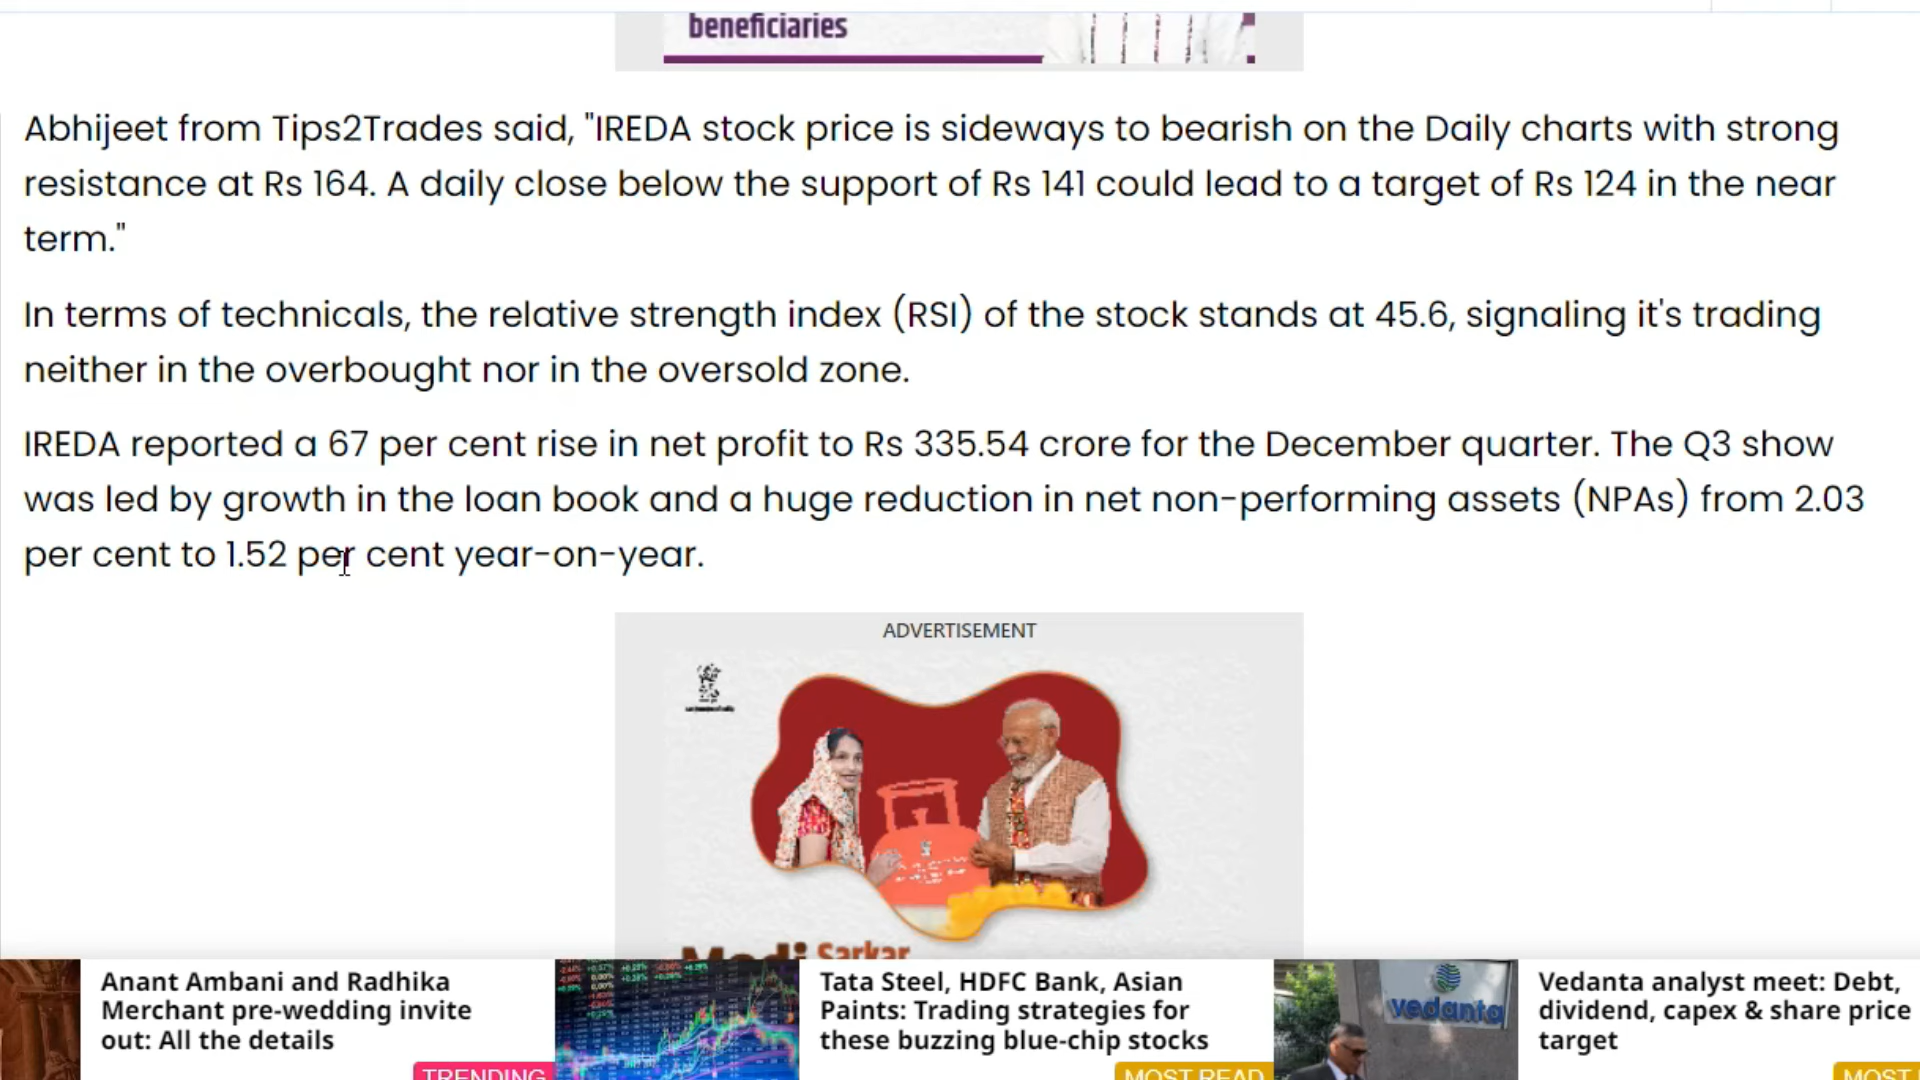 beneficiaries
Abhijeet from Tips2Trades said, "IREDA stock price is sideways to bearish on the Daily charts with strong
resistance at Rs 164. A daily close below the support of Rs 141 could lead to a target of Rs 124 in the near
term."
In terms of technicals, the relative strength index (RSI) of the stock stands at 45.6, signaling it's trading
neither in the overbought nor in the oversold zone.
IREDA reported a 67 per cent rise in net profit to Rs 335.54 crore for the December quarter. The Q3 show
was led by growth in the loan book and a huge reduction in net non-performing assets (NPAs) from 2.03
per cent to 1.52 per cent year-on-year.
ADVERTISEMENT
Modi Sarkar
Anant Ambani and Radhika
Merchant pre-wedding invite
out: All the details
TRENDING
Tata Steel, HDFC Bank, Asian
Paints: Trading strategies for
these buzzing blue-chip stocks
MOST READ
vedanta
Vedanta analyst meet: Debt,
dividend, capex & share price
target
MOST